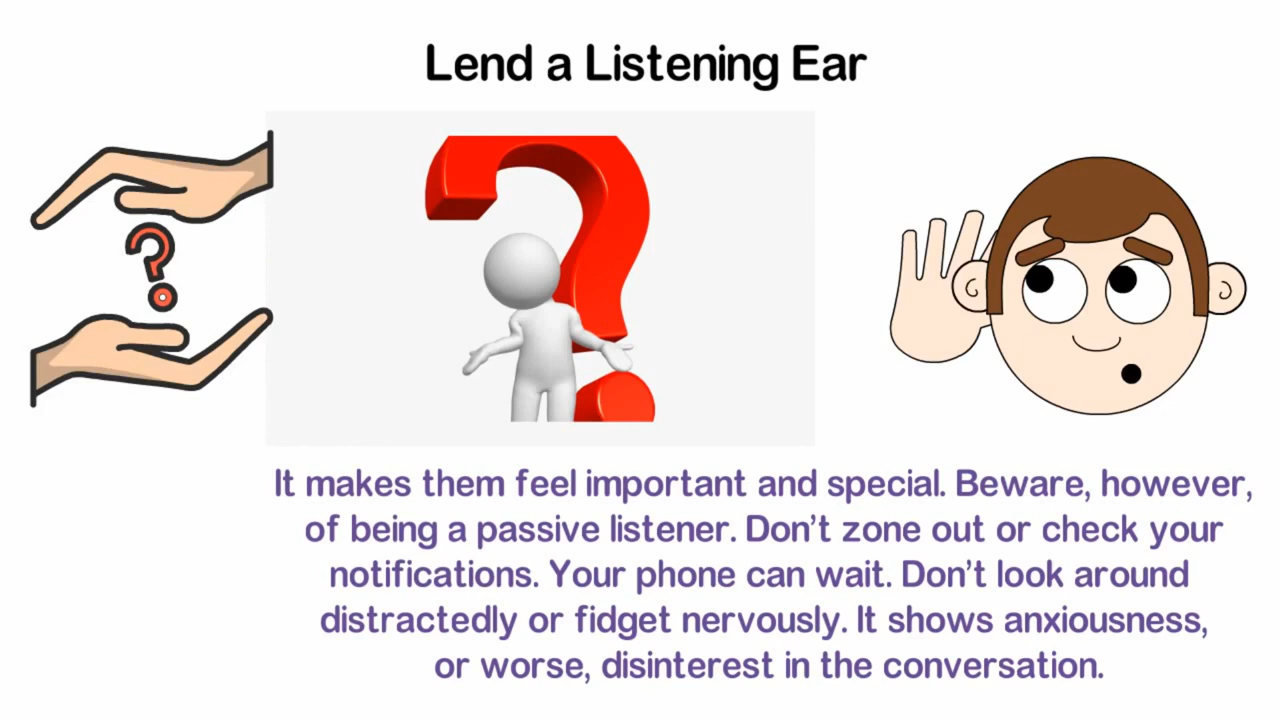 Lend a Listening Ear
It makes them feel important and special. Beware, however,
of being a passive listener. Don't zone out or check your
notifications. Your phone can wait. Don't look around
distractedly or fidget nervously. It shows anxiousness,
or worse, disinterest in the conversation.